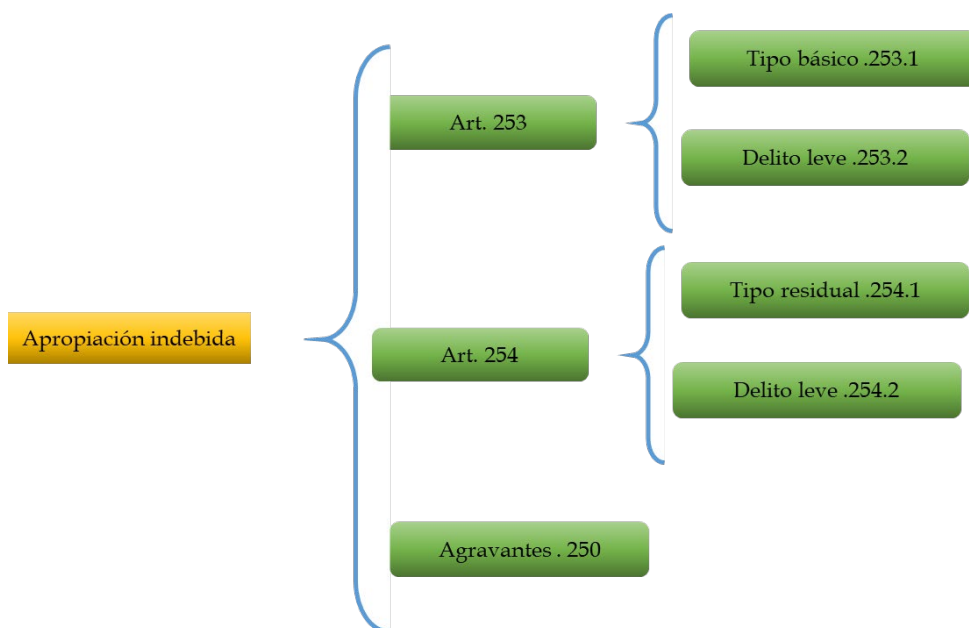 Apropiación indebida
Art. 253
Tipo básico .253.1
Delito leve .253.2
Art. 254
Tipo residual .254.1
Delito leve .254.2
Agravantes . 250